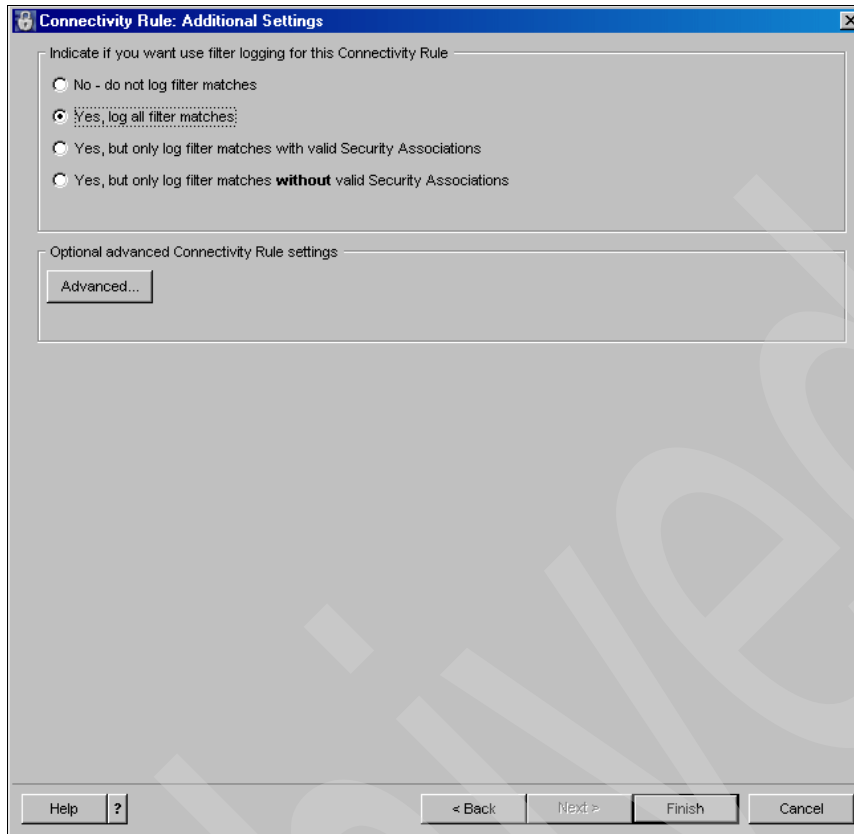 Connectivity Rule: Additional Settings
Indicate if you want use filter logging for this Connectivity Rule
No - do not log filter matches
Yes, log all filter matches
Yes, but only log filter matches with valid Security Associations
Yes, but only log filter matches without valid Security Associations
Optional advanced Connectivity Rule settings
Advanced...
Help
?
< Back
Next >
Finish
Cancel